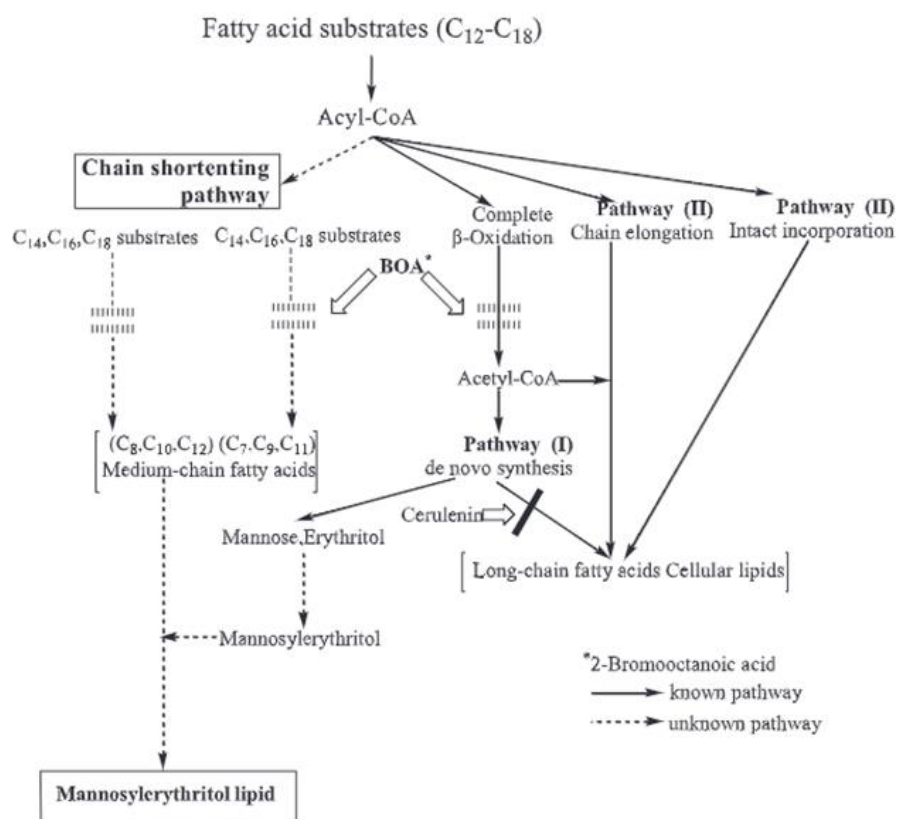 Fatty acid substrates (C12-C18)
Acyl-CoA
Chain shortenting
pathway
C14,C16,C18 substrates
C14,C16,C18 substrates
Complete
β-Oxidation
Pathway (II)
Chain elongation
Pathway (II)
Intact incorporation
BOA*
Acetyl-CoA
(C8,C10,C12) (C7,C9,C11)
Medium-chain fatty acids
Pathway (I)
de novo synthesis
Cerulenin
Mannose,Erythritol
[Long-chain fatty acids Cellular lipids]
Mannosylerythritol
*2-Bromooctanoic acid
known pathway
unknown pathway
Mannosylerythritol lipid